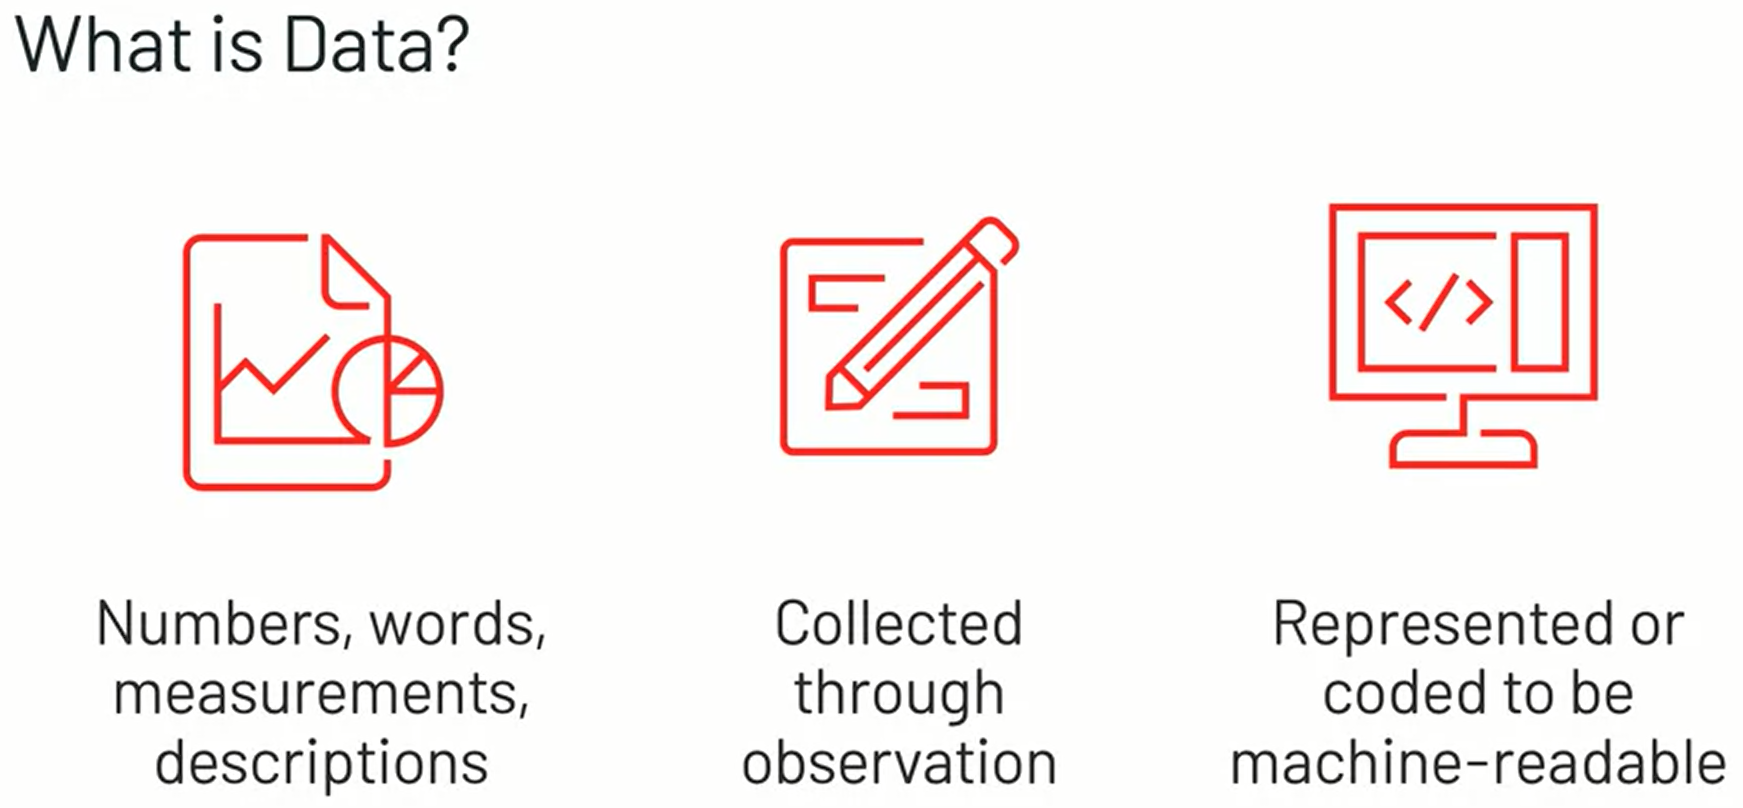 What is Data?
Numbers, words,
measurements,
descriptions
Collected
through
observation
Represented or
coded to be
machine-readable